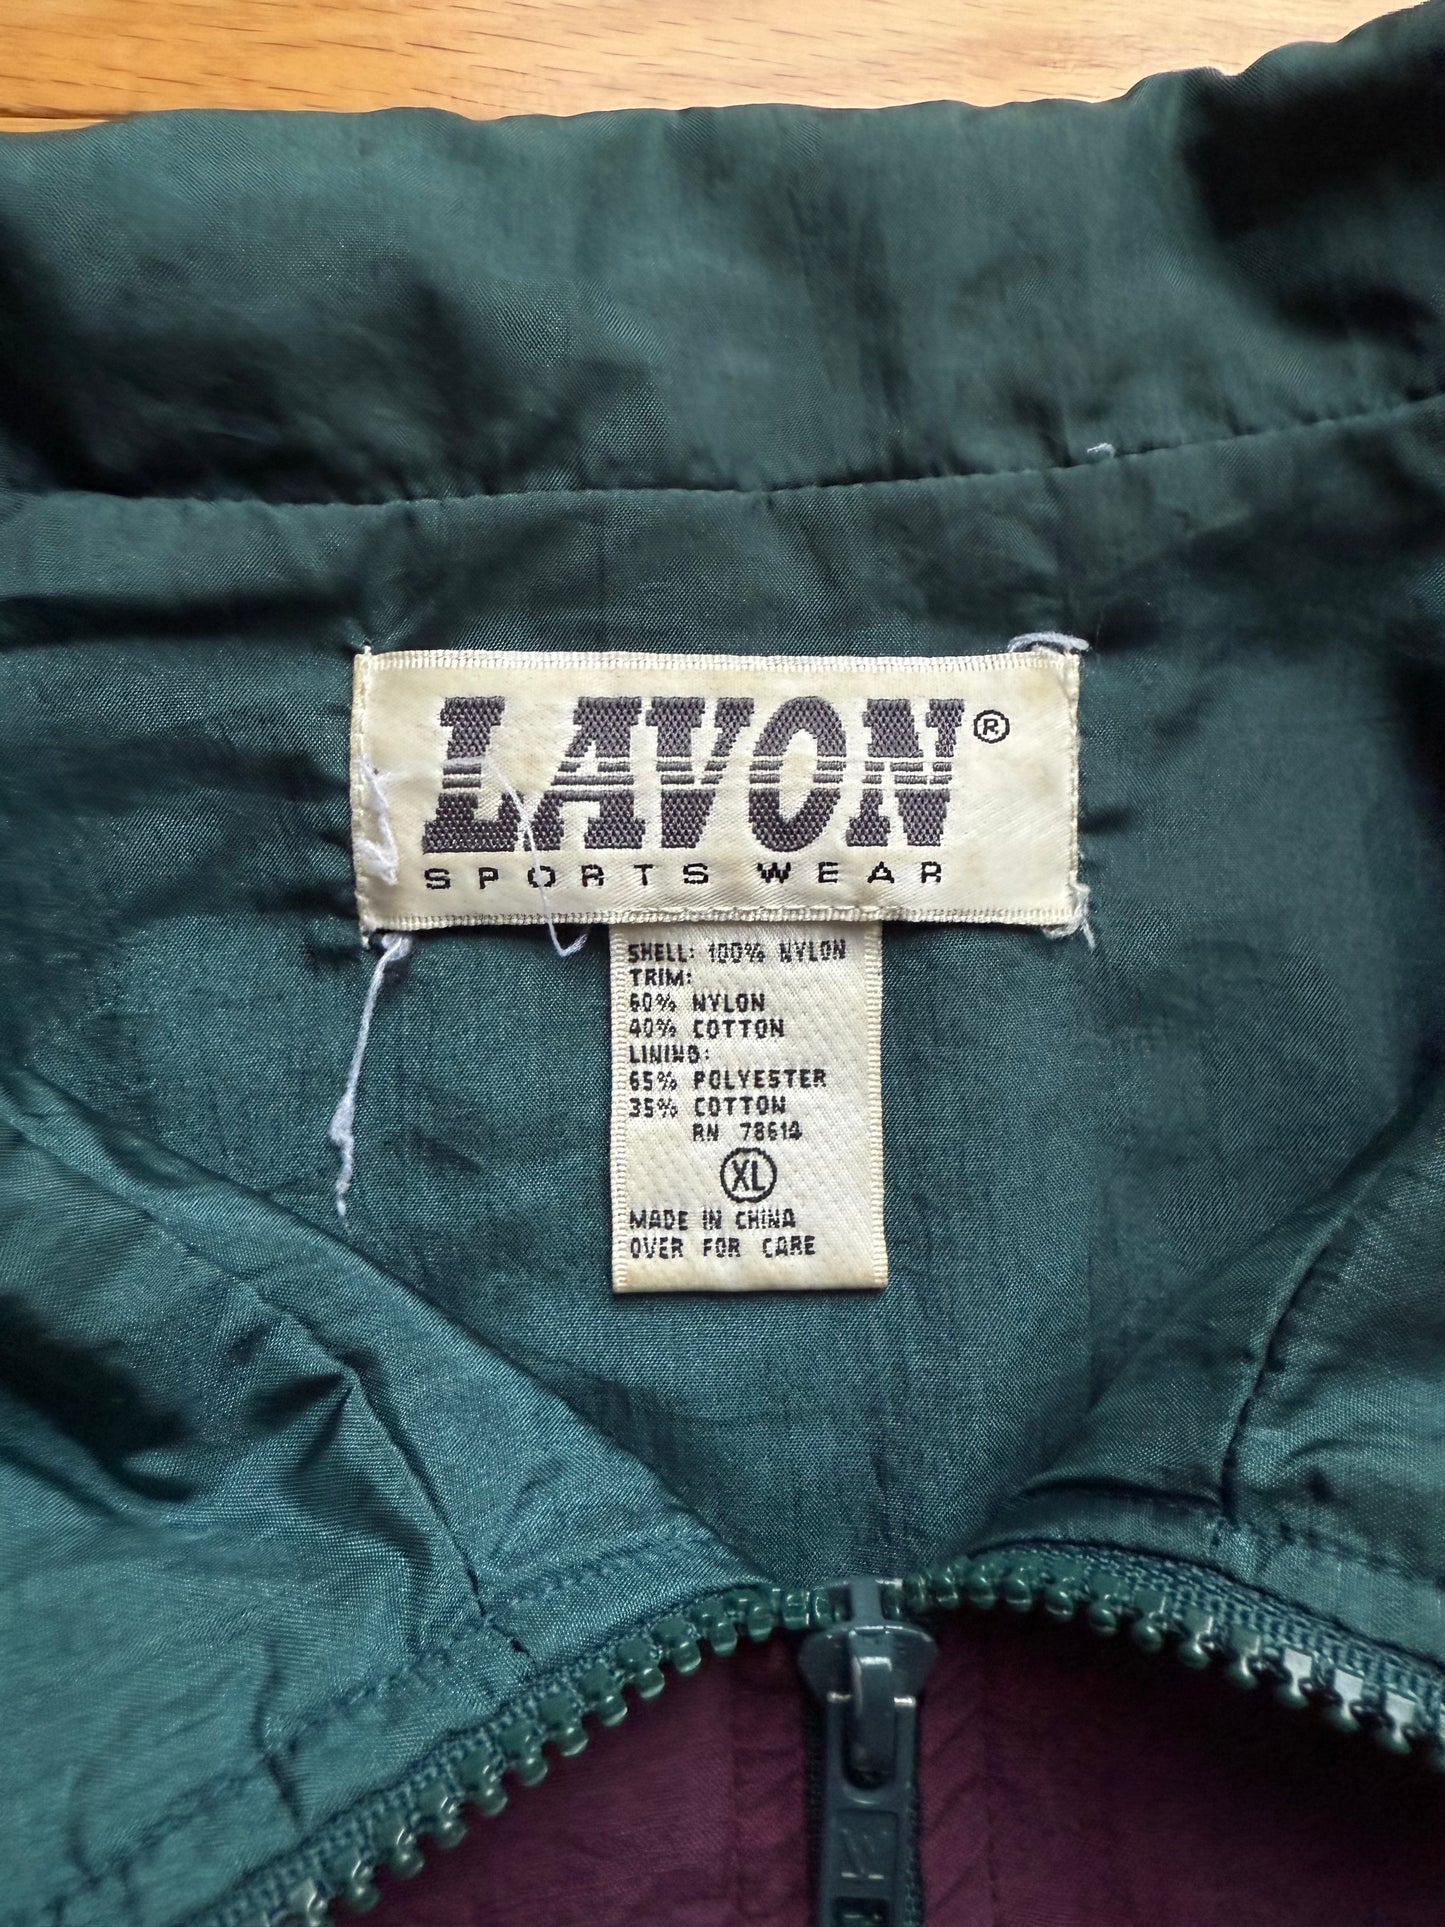 LAVON®
SPORTS WEAR
SHELL: 100% NYLON
TRIM:
60% NYLON
40% COTTON
LINING:
65% POLYESTER
35% COTTON
RN 78614
XL
MADE IN CHINA
OVER FOR CARE